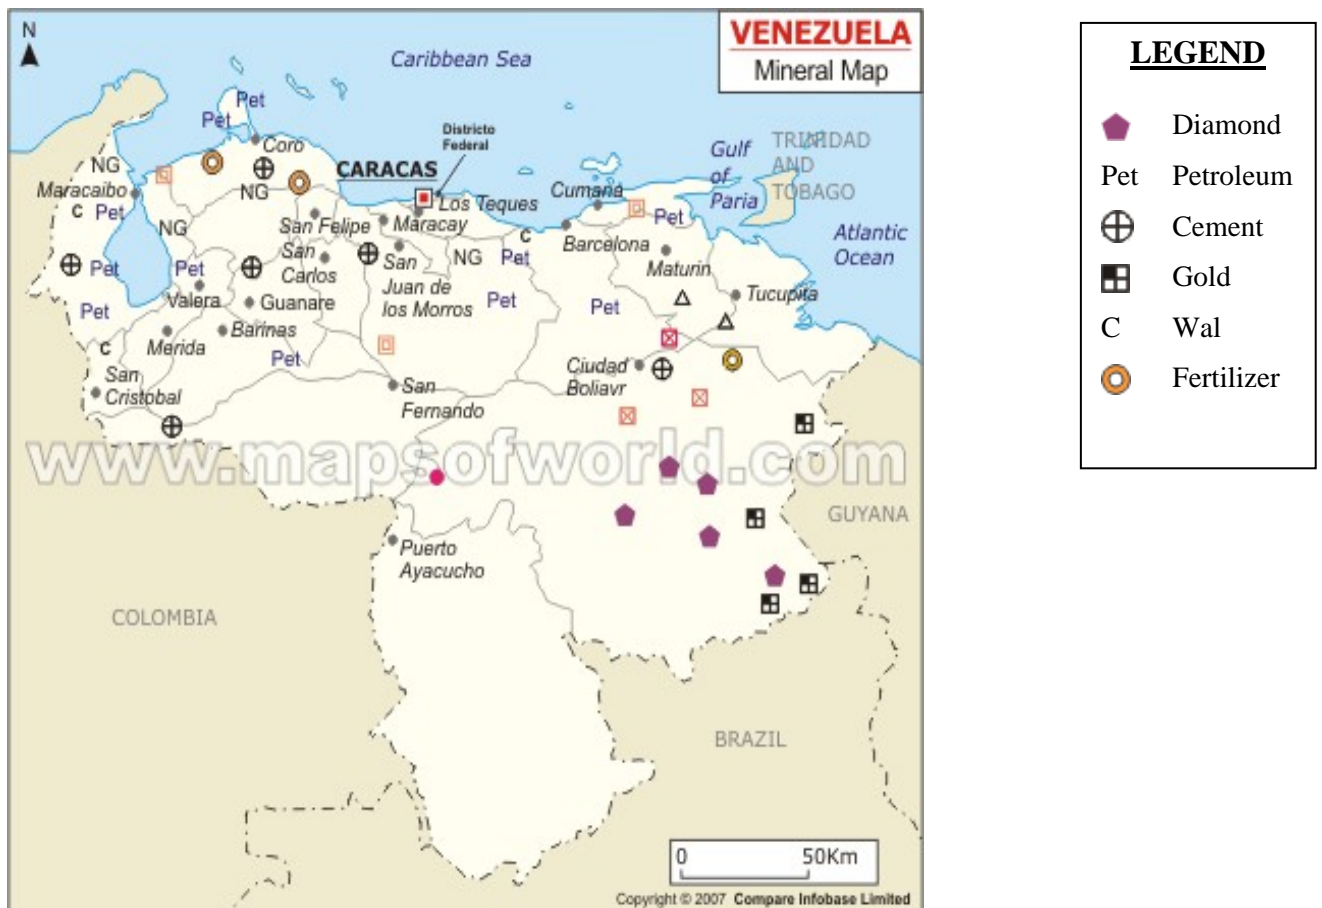 N
VENEZUELA
Mineral Map
Caribbean Sea
Pet
Pet
Coro
Districto
Federal
CARACAS
Gulf
of
Paria
TRINIDAD
AND
TOBAGO
NG
Maracaibo
NG
Los Teques
Cumana
C
Pet
San Felipe
Maracay
Pet
NG
Barcelona
C
Atlantic
Ocean
Pet
Pet
San
Carlos
San
Juan de
los Morros
NG
Pet
Maturin
Valera
Guanare
Pet
Pet
Tucupita
Pet
Merida
Barinas
C
Pet
San
Cristobal
San
Fernando
Ciudad
Boliavr
www.mapsofworld.com
GUYANA
Puerto
Ayacucho
COLOMBIA
BRAZIL
0 50Km
Copyright © 2007 Compare Infobase Limited
LEGEND
Diamond
Pet Petroleum
Cement
Gold
C Wal
Fertilizer